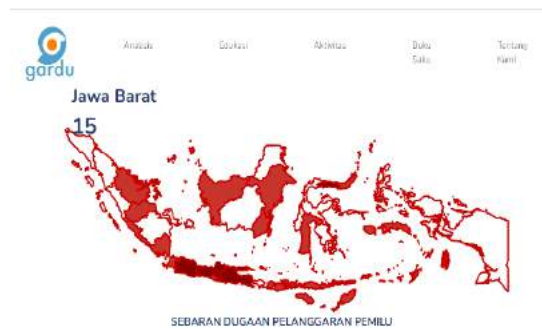 gardu
Analisis
Edukasi
Aktivitas
Buku
Saku
Tentang
Kami
Jawa Barat
15
SEBARAN DUGAAN PELANGGARAN PEMILU